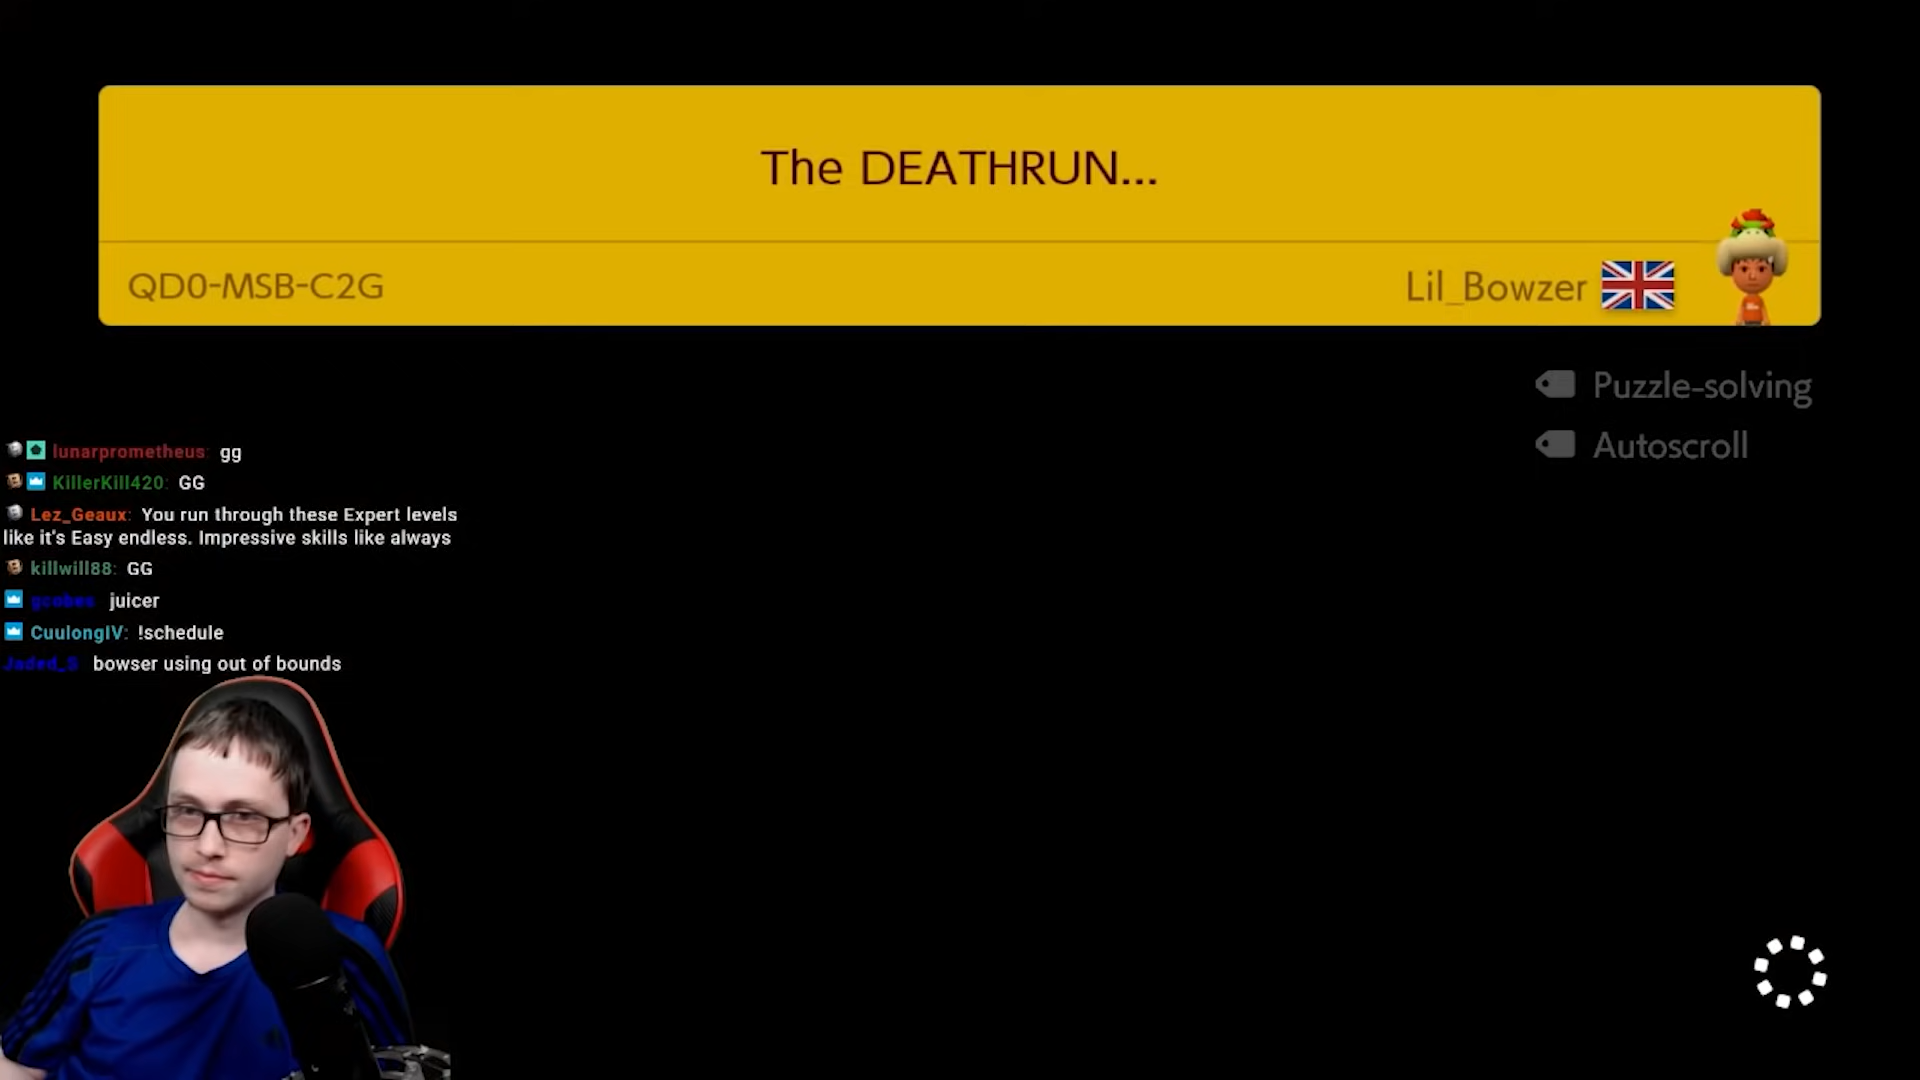 The DEATHRUN...
QD0-MSB-C2G
Lil_Bowzer
Puzzle-solving
Autoscroll
lunarprometheus: gg
KillerKill420: GG
Lez_Geaux: You run through these Expert levels
like it's Easy endless. Impressive skills like always
killwill88: GG
gcobes juicer
CuulongIV: !schedule
Jaded_S bowser using out of bounds